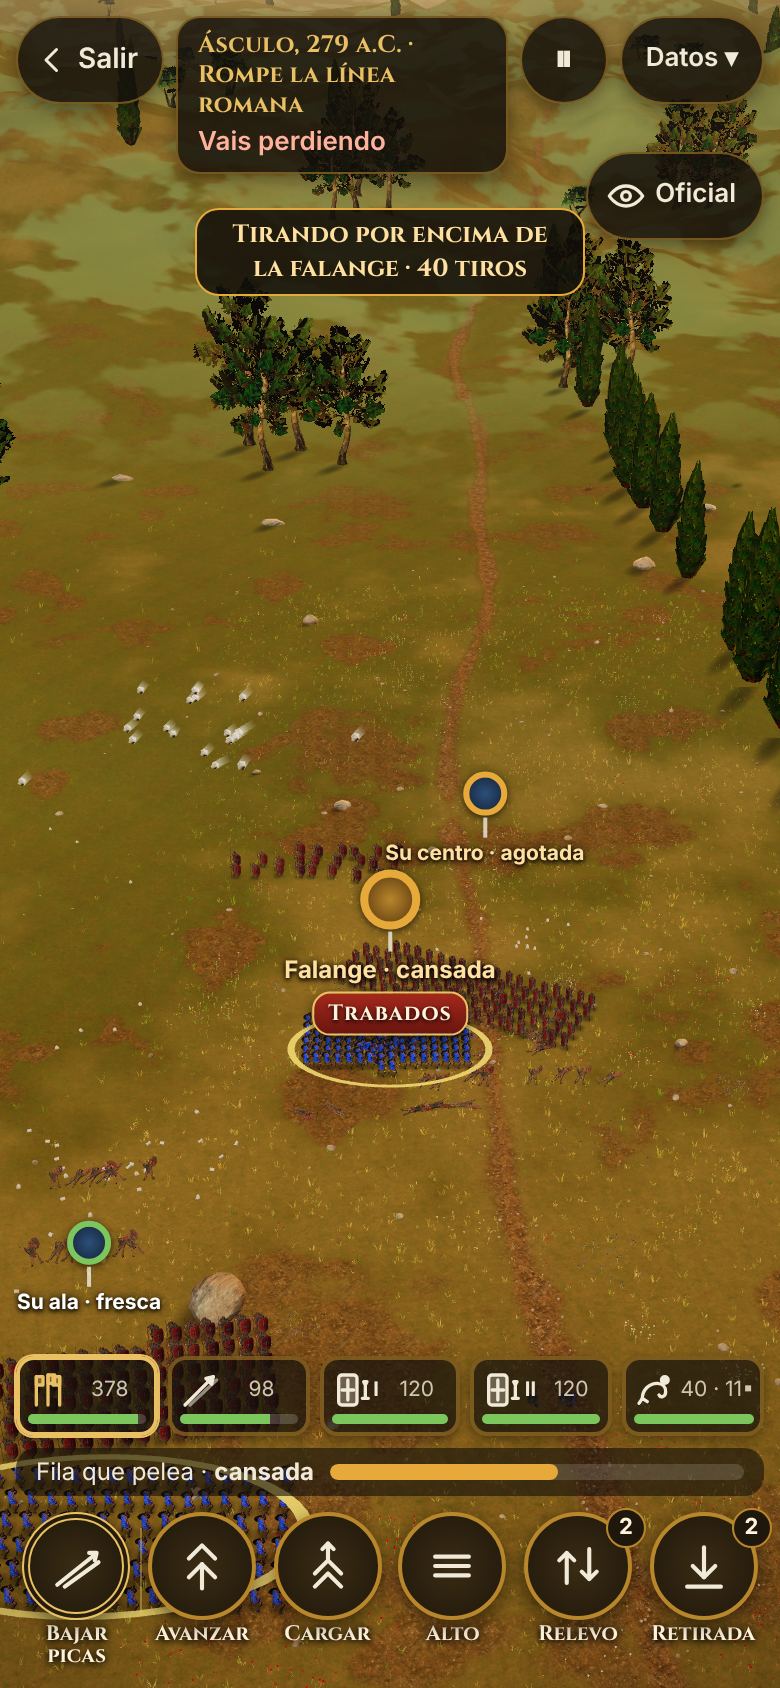 Salir
ÁSCULO, 279 A.C. ·
ROMPE LA LÍNEA
ROMANA
Vais perdiendo
Datos ▾
Oficial
TIRANDO POR ENCIMA DE
LA FALANGE · 40 TIROS
Su centro · agotada
Falange · cansada
TRABADOS
Su ala · fresca
378
98
I 120
II 120
40 · 11▪
Fila que pelea · cansada
2
2
BAJAR
PICAS
AVANZAR
CARGAR
ALTO
RELEVO
RETIRADA